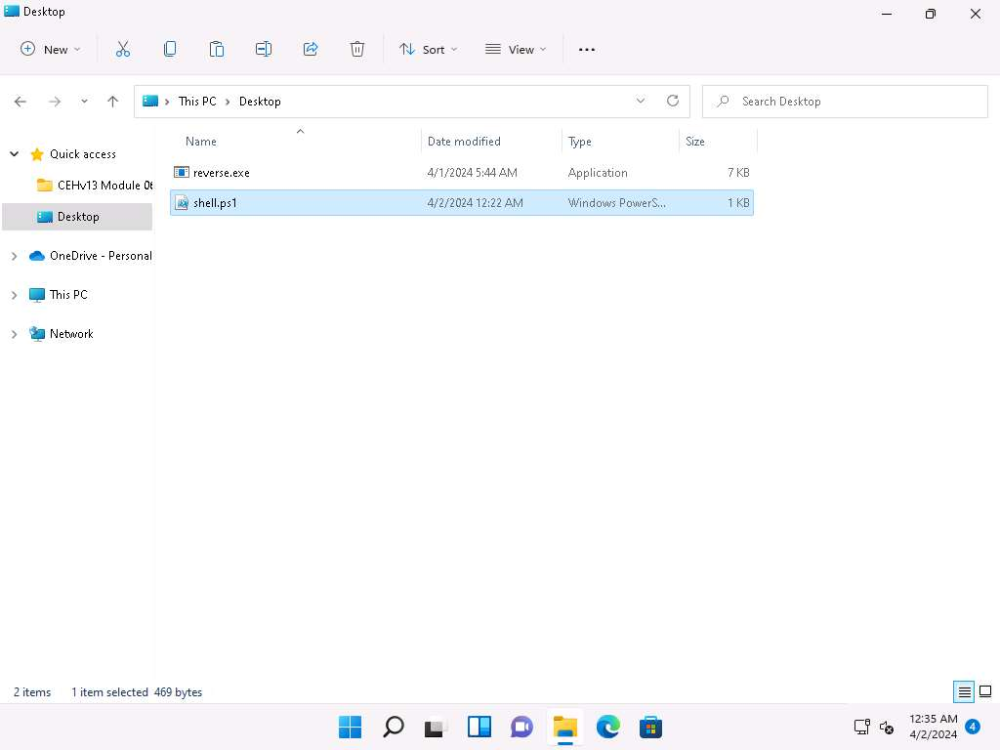 Desktop
New
Sort
View
This PC
Desktop
Search Desktop
Name
Date modified
Type
Size
Quick access
CEHv13 Module 06
Desktop
OneDrive - Personal
This PC
Network
reverse.exe
4/1/2024 5:44 AM
Application
7 KB
shell.ps1
4/2/2024 12:22 AM
Windows PowerS...
1 KB
2 items
1 item selected 469 bytes
12:35 AM
4/2/2024
4